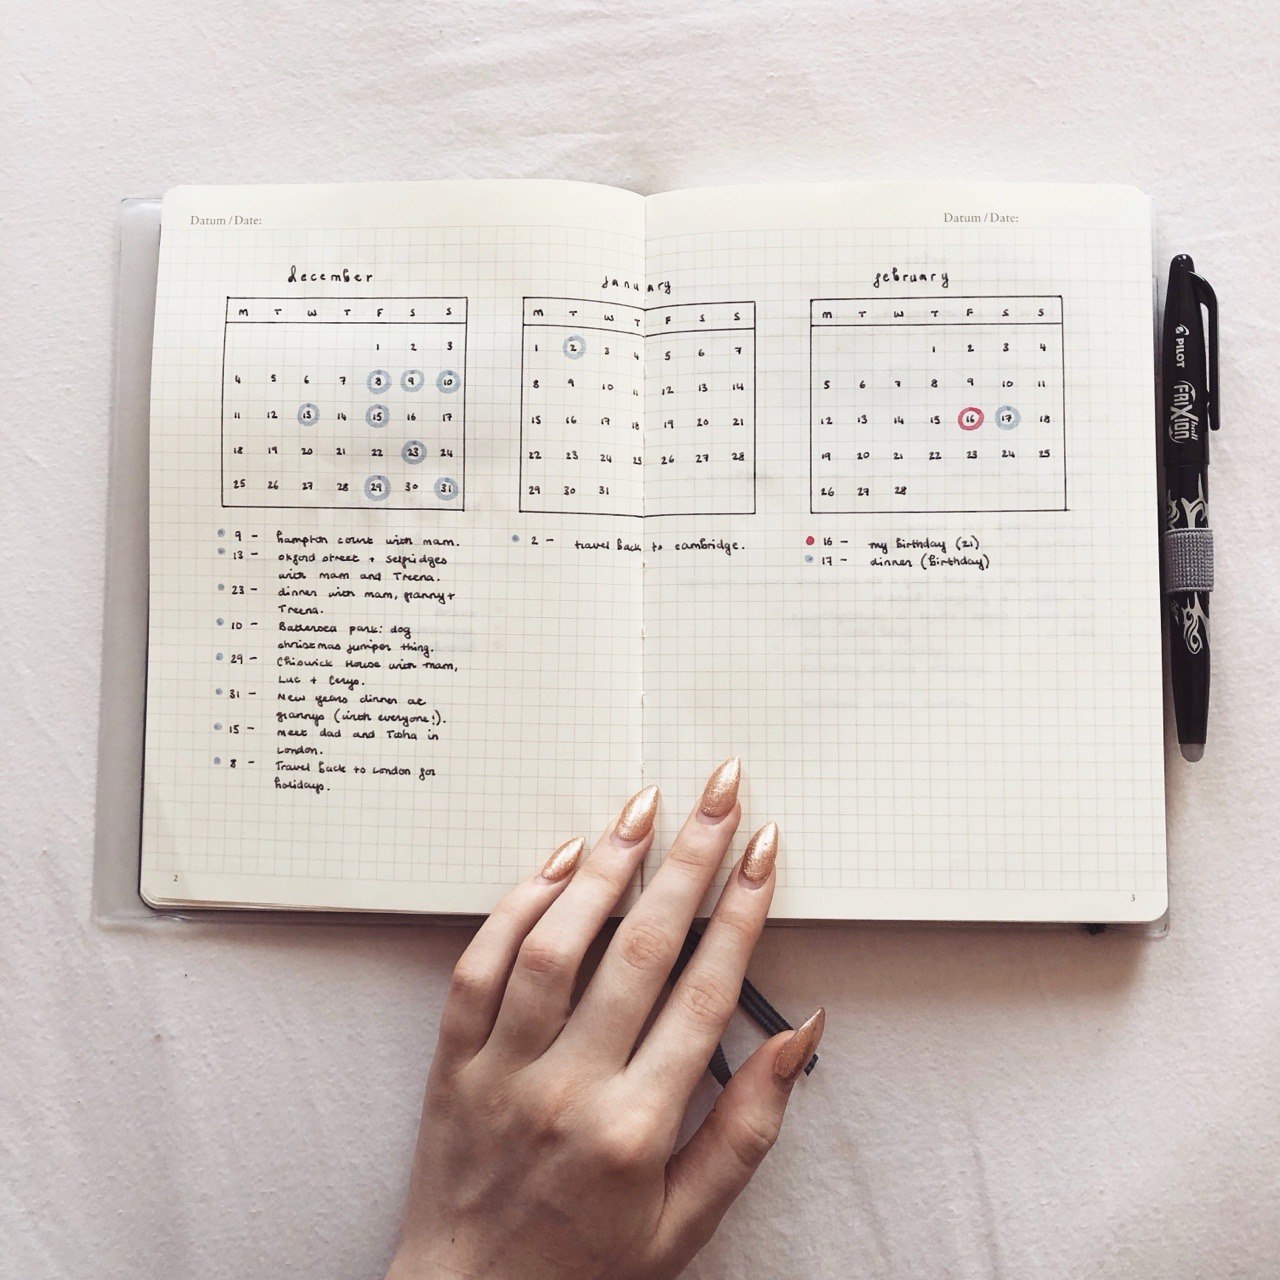 Datum / Date:
december
M T W T F S S
1 2 3
4 5 6 7 8 9 10
11 12 13 14 15 16 17
18 19 20 21 22 23 24
25 26 27 28 29 30 31
9 - hampton court with mam.
13 - oxford street + selfridges
with mam and Treena.
23 - dinner with mam, granny +
Treena.
10 - Battersea park: dog
christmas jumper thing.
29 - Chiswick House with mam,
Luc + Cerys.
31 - New years dinner at
grannys (with everyone!).
15 - meet dad and Tasha in
London.
8 - Travel back to London for
holidays.
2
january
M T W T F S S
1 2 3 4 5 6 7
8 9 10 11 12 13 14
15 16 17 18 19 20 21
22 23 24 25 26 27 28
29 30 31
2 - travel back to cambridge.
Datum / Date:
february
M T W T F S S
1 2 3 4
5 6 7 8 9 10 11
12 13 14 15 16 17 18
19 20 21 22 23 24 25
26 27 28
16 - my birthday (21)
17 - dinner (birthday)
3
PILOT
FRIXION
ball